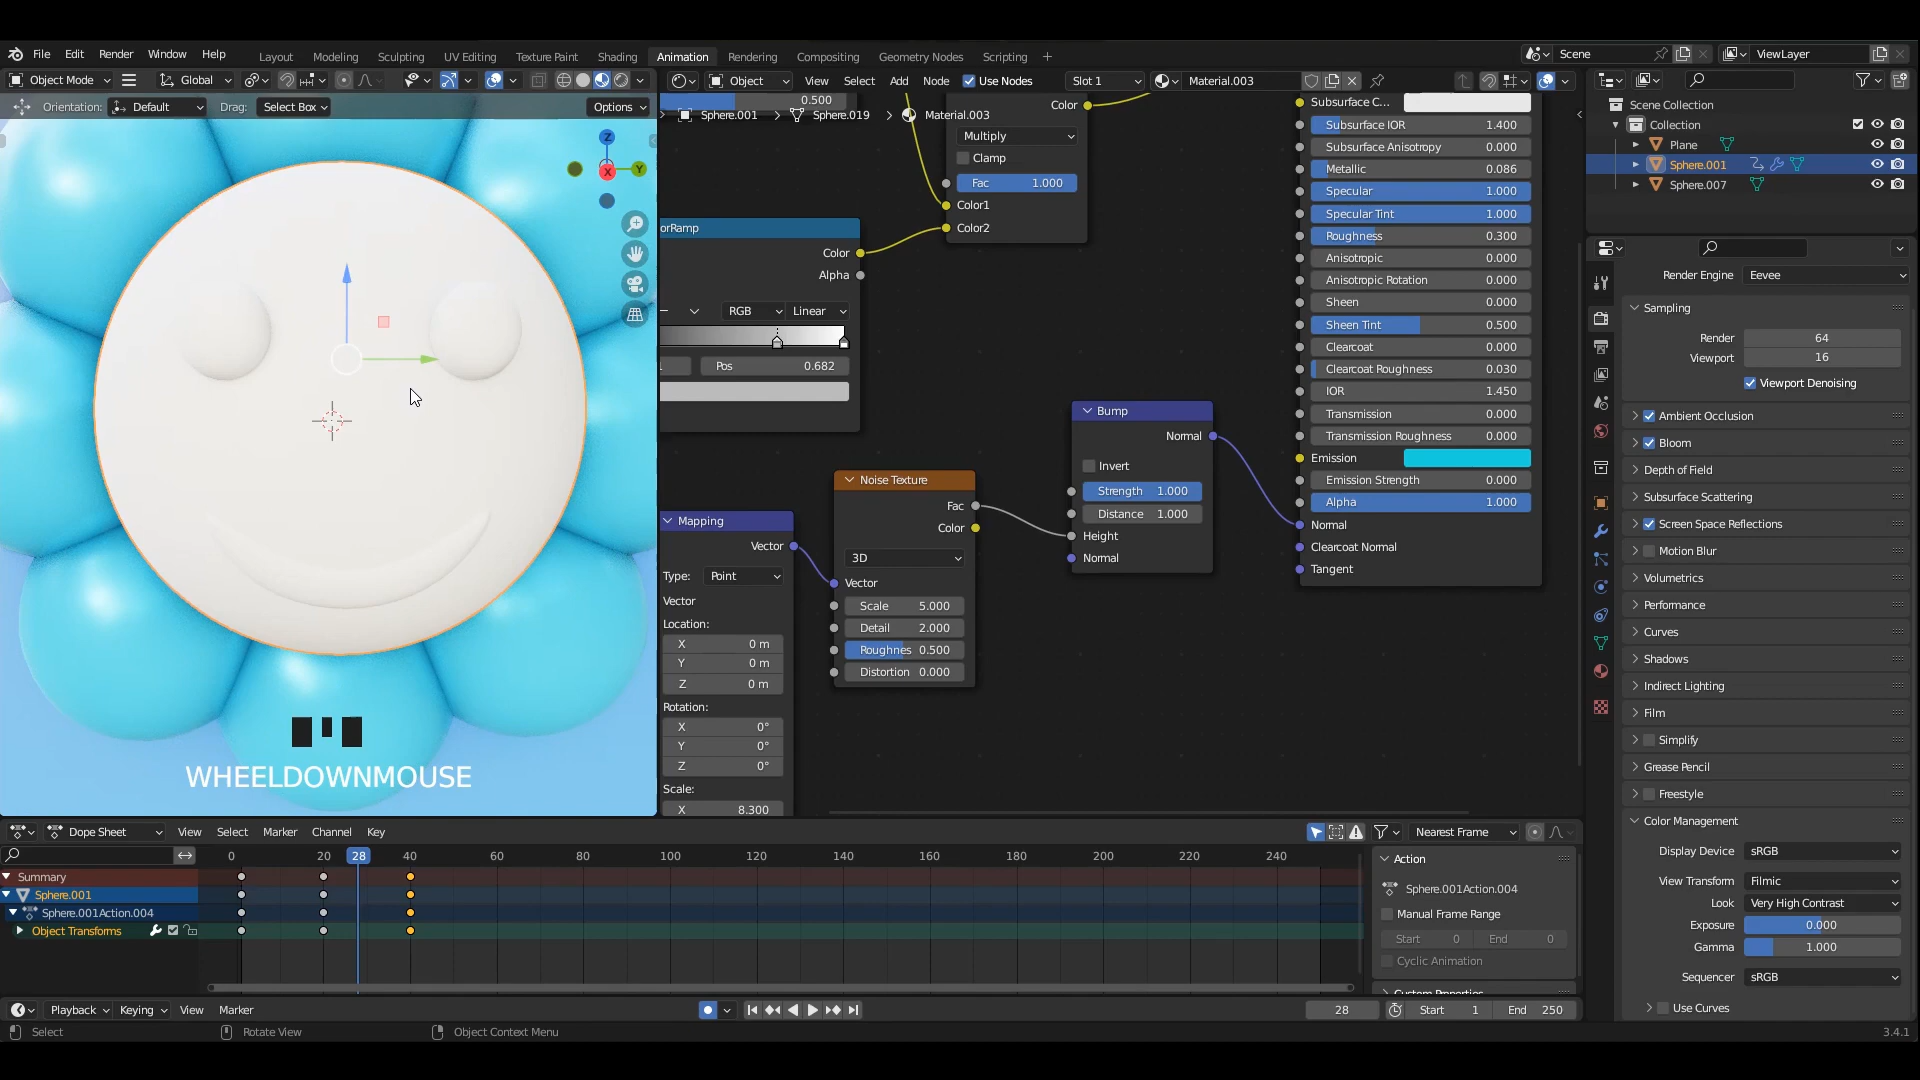 File Edit Render Window Help Layout Modeling Sculpting UV Editing Texture Paint Shading Animation Rendering Compositing Geometry Nodes Scripting + Scene ViewLayer
Object Mode Global Object View Select Add Node Use Nodes Slot 1 Material.003
Orientation: Default Drag: Select Box Options
0.500
Sphere.001 > Sphere.019 > Material.003
Z
Y
X
Color
Multiply
Clamp
Fac 1.000
Color1
Color2
orRamp
Color
Alpha
RGB Linear
1 Pos 0.682
Mapping
Vector
Type: Point
Vector
Location:
X 0 m
Y 0 m
Z 0 m
Rotation:
X 0°
Y 0°
Z 0°
Scale:
X 8.300
Noise Texture
Fac
Color
3D
Vector
Scale 5.000
Detail 2.000
Roughnes 0.500
Distortion 0.000
Bump
Normal
Invert
Strength 1.000
Distance 1.000
Height
Normal
Subsurface C...
Subsurface IOR 1.400
Subsurface Anisotropy 0.000
Metallic 0.086
Specular 1.000
Specular Tint 1.000
Roughness 0.300
Anisotropic 0.000
Anisotropic Rotation 0.000
Sheen 0.000
Sheen Tint 0.500
Clearcoat 0.000
Clearcoat Roughness 0.030
IOR 1.450
Transmission 0.000
Transmission Roughness 0.000
Emission
Emission Strength 0.000
Alpha 1.000
Normal
Clearcoat Normal
Tangent
Scene Collection
Collection
Plane
Sphere.001
Sphere.007
Render Engine Eevee
Sampling
Render 64
Viewport 16
Viewport Denoising
Ambient Occlusion
Bloom
Depth of Field
Subsurface Scattering
Screen Space Reflections
Motion Blur
Volumetrics
Performance
Curves
Shadows
Indirect Lighting
Film
Simplify
Grease Pencil
Freestyle
Color Management
Display Device sRGB
View Transform Filmic
Look Very High Contrast
Exposure 0.000
Gamma 1.000
Sequencer sRGB
Use Curves
WHEELDOWNMOUSE
Dope Sheet View Select Marker Channel Key Nearest Frame
0 20 28 40 60 80 100 120 140 160 180 200 220 240
Summary
Sphere.001
Sphere.001Action.004
Object Transforms
Action
Sphere.001Action.004
Manual Frame Range
Start 0 End 0
Cyclic Animation
Playback Keying View Marker 28 Start 1 End 250
Select Rotate View Object Context Menu 3.4.1